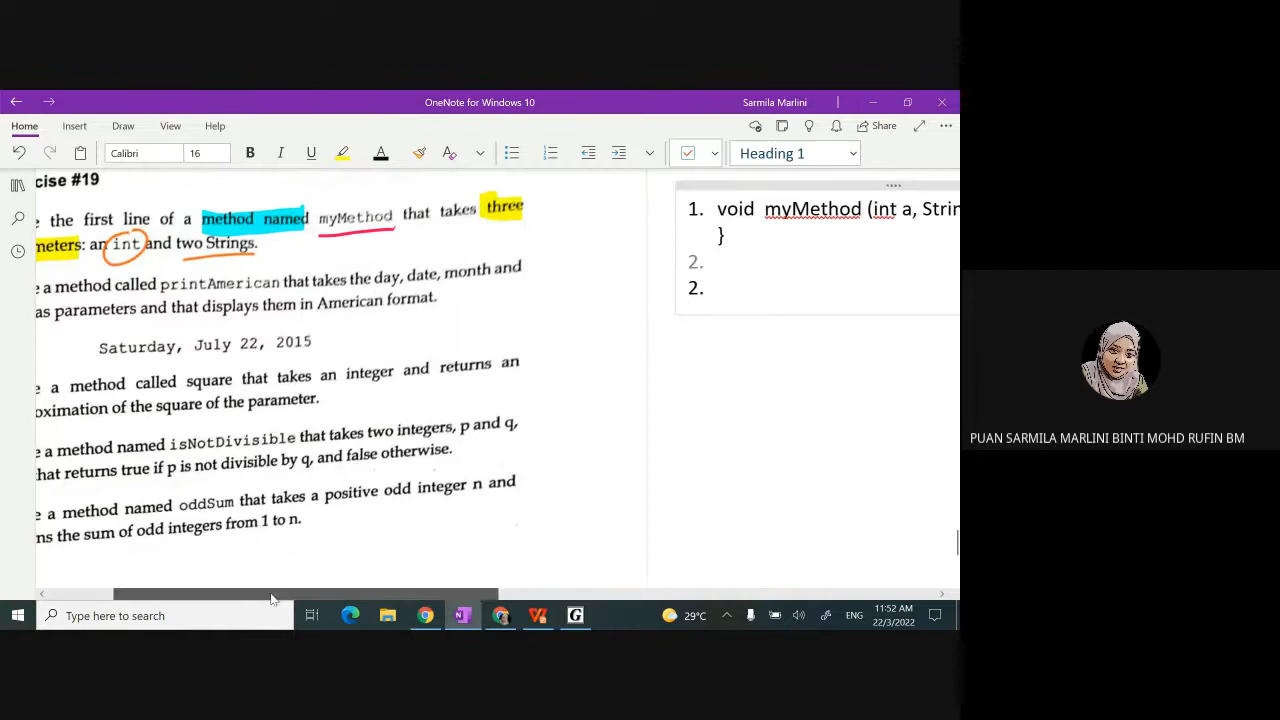 OneNote for Windows 10
Sarmila Marlini
Home Insert Draw View Help
Share
Calibri 16 B I U A Heading 1
cise #19
e the first line of a method named myMethod that takes three
meters: an int and two Strings.
e a method called printAmerican that takes the day, date, month and
as parameters and that displays them in American format.
Saturday, July 22, 2015
e a method called square that takes an integer and returns an
oximation of the square of the parameter.
e a method named isNotDivisible that takes two integers, p and q,
hat returns true if p is not divisible by q, and false otherwise.
e a method named oddSum that takes a positive odd integer n and
ns the sum of odd integers from 1 to n.
1. void myMethod (int a, Strin
}
2.
2.
PUAN SARMILA MARLINI BINTI MOHD RUFIN BM
Type here to search
29°C
ENG
11:52 AM
22/3/2022